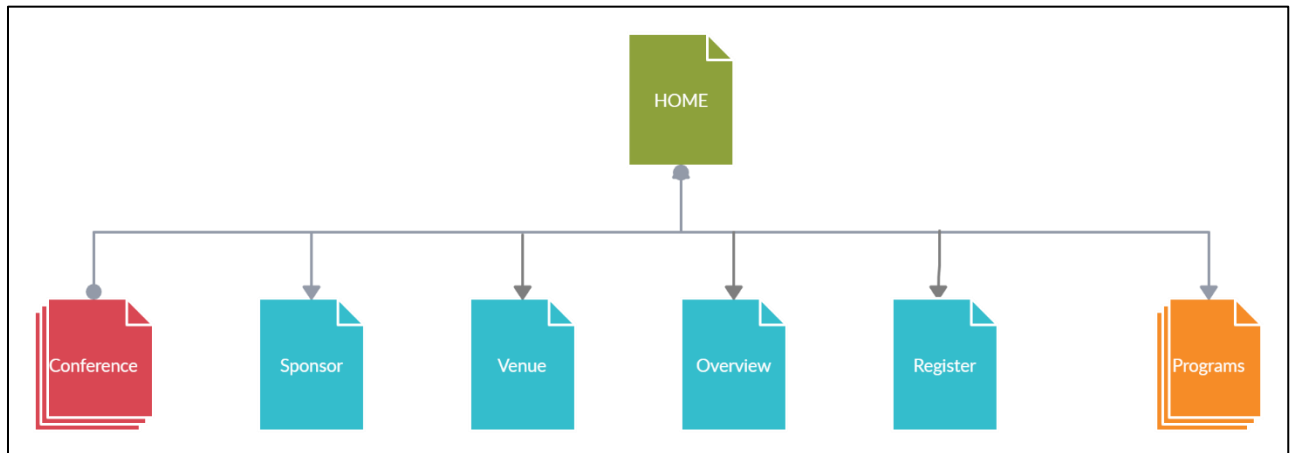 HOME
Conference
Sponsor
Venue
Overview
Register
Programs